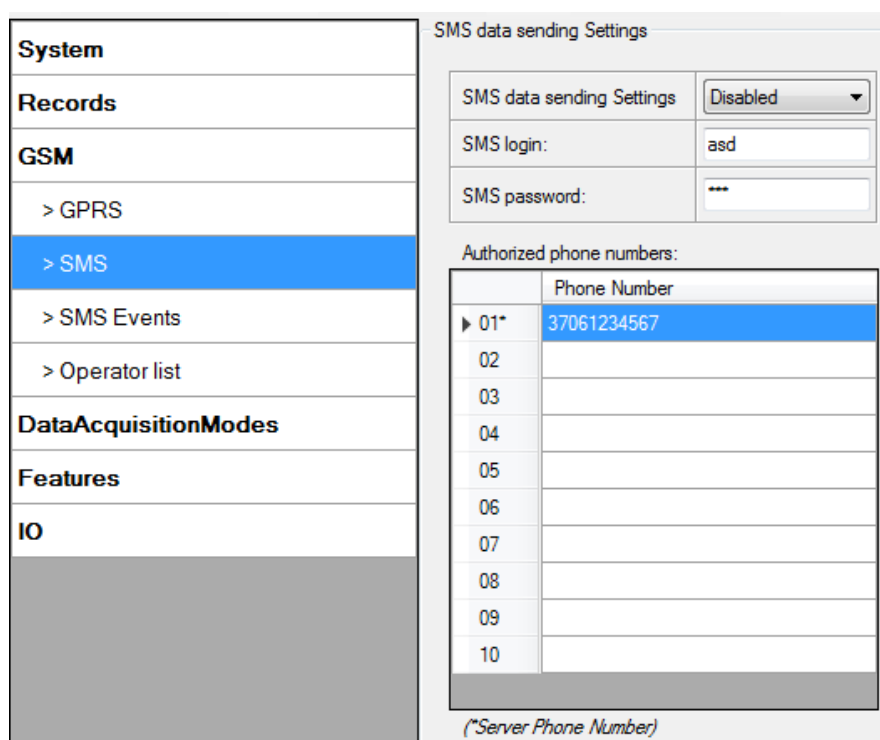 System
Records
GSM
> GPRS
> SMS
> SMS Events
> Operator list
DataAcquisitionModes
Features
IO
SMS data sending Settings
SMS data sending Settings Disabled
SMS login: asd
SMS password: ***
Authorized phone numbers:
Phone Number
01* 37061234567
02
03
04
05
06
07
08
09
10
(*Server Phone Number)